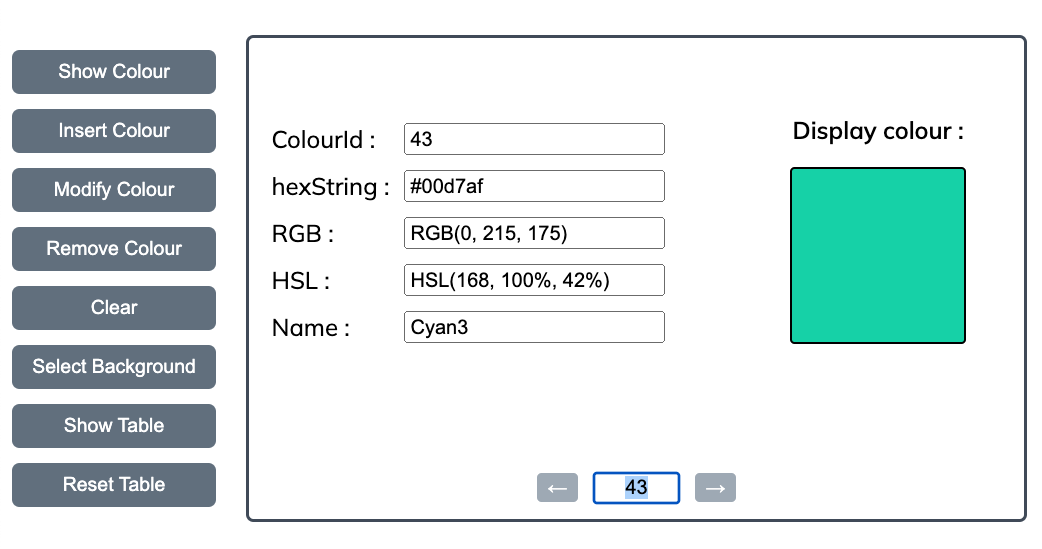 Show Colour
Insert Colour
Modify Colour
Remove Colour
Clear
Select Background
Show Table
Reset Table
ColourId : 43
hexString : #00d7af
RGB : RGB(0, 215, 175)
HSL : HSL(168, 100%, 42%)
Name : Cyan3
Display colour :
← 43 →